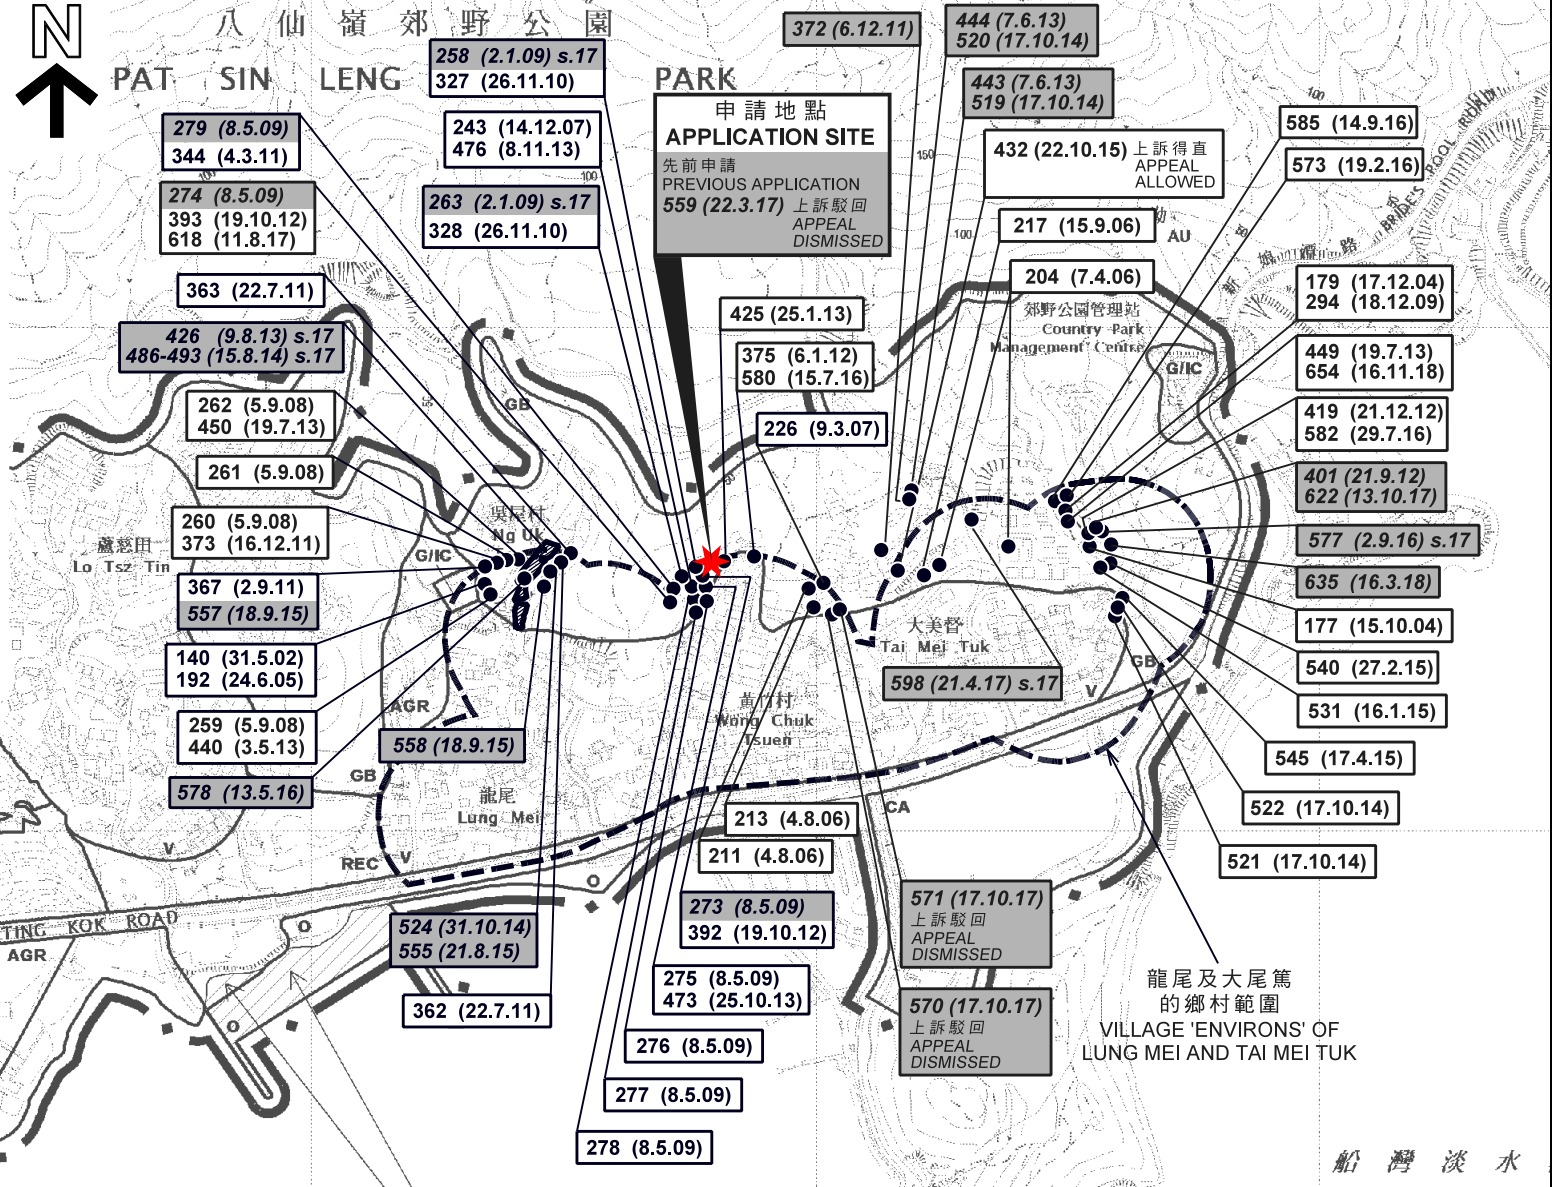 N
八仙嶺郊野公園
PAT SIN LENG
PARK
258 (2.1.09) s.17
327 (26.11.10)
279 (8.5.09)
344 (4.3.11)
243 (14.12.07)
476 (8.11.13)
274 (8.5.09)
393 (19.10.12)
618 (11.8.17)
263 (2.1.09) s.17
328 (26.11.10)
363 (22.7.11)
426 (9.8.13) s.17
486-493 (15.8.14) s.17
262 (5.9.08)
450 (19.7.13)
261 (5.9.08)
260 (5.9.08)
373 (16.12.11)
367 (2.9.11)
557 (18.9.15)
140 (31.5.02)
192 (24.6.05)
259 (5.9.08)
440 (3.5.13)
578 (13.5.16)
558 (18.9.15)
524 (31.10.14)
555 (21.8.15)
362 (22.7.11)
申請地點
APPLICATION SITE
先前申請
PREVIOUS APPLICATION
559 (22.3.17) 上訴駁回
APPEAL
DISMISSED
372 (6.12.11)
444 (7.6.13)
520 (17.10.14)
443 (7.6.13)
519 (17.10.14)
432 (22.10.15) 上訴得直
APPEAL
ALLOWED
217 (15.9.06)
204 (7.4.06)
425 (25.1.13)
375 (6.1.12)
580 (15.7.16)
226 (9.3.07)
585 (14.9.16)
573 (19.2.16)
179 (17.12.04)
294 (18.12.09)
449 (19.7.13)
654 (16.11.18)
419 (21.12.12)
582 (29.7.16)
401 (21.9.12)
622 (13.10.17)
577 (2.9.16) s.17
635 (16.3.18)
177 (15.10.04)
540 (27.2.15)
531 (16.1.15)
545 (17.4.15)
522 (17.10.14)
521 (17.10.14)
598 (21.4.17) s.17
213 (4.8.06)
211 (4.8.06)
273 (8.5.09)
392 (19.10.12)
275 (8.5.09)
473 (25.10.13)
276 (8.5.09)
277 (8.5.09)
278 (8.5.09)
571 (17.10.17)
上訴駁回
APPEAL
DISMISSED
570 (17.10.17)
上訴駁回
APPEAL
DISMISSED
龍尾及大尾篤
的鄉村範圍
VILLAGE 'ENVIRONS' OF
LUNG MEI AND TAI MEI TUK
郊野公園管理站
Country Park
Management Centre
AU
新娘潭路
BRIDE'S POOL ROAD
吳屋村
Ng Uk
蘆慈田
Lo Tsz Tin
大美督
Tai Mei Tuk
黃竹村
Wong Chuk
Tsuen
龍尾
Lung Mei
TING KOK ROAD
船灣淡水
GB
G/IC
G/IC
AGR
GB
GB
V
V
V
REC
AGR
CA
O
O
O
100
100
100
100
150
50
50
50
50